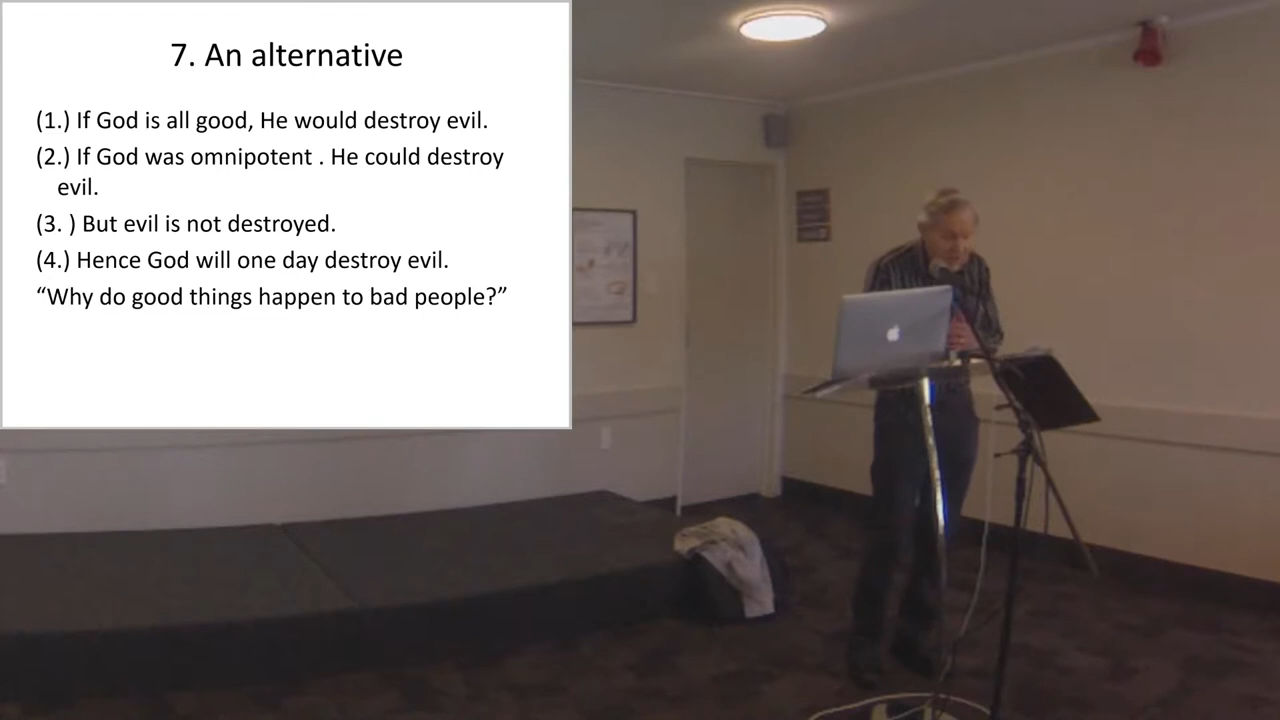 7. An alternative
(1.) If God is all good, He would destroy evil.
(2.) If God was omnipotent . He could destroy
evil.
(3. ) But evil is not destroyed.
(4.) Hence God will one day destroy evil.
“Why do good things happen to bad people?”